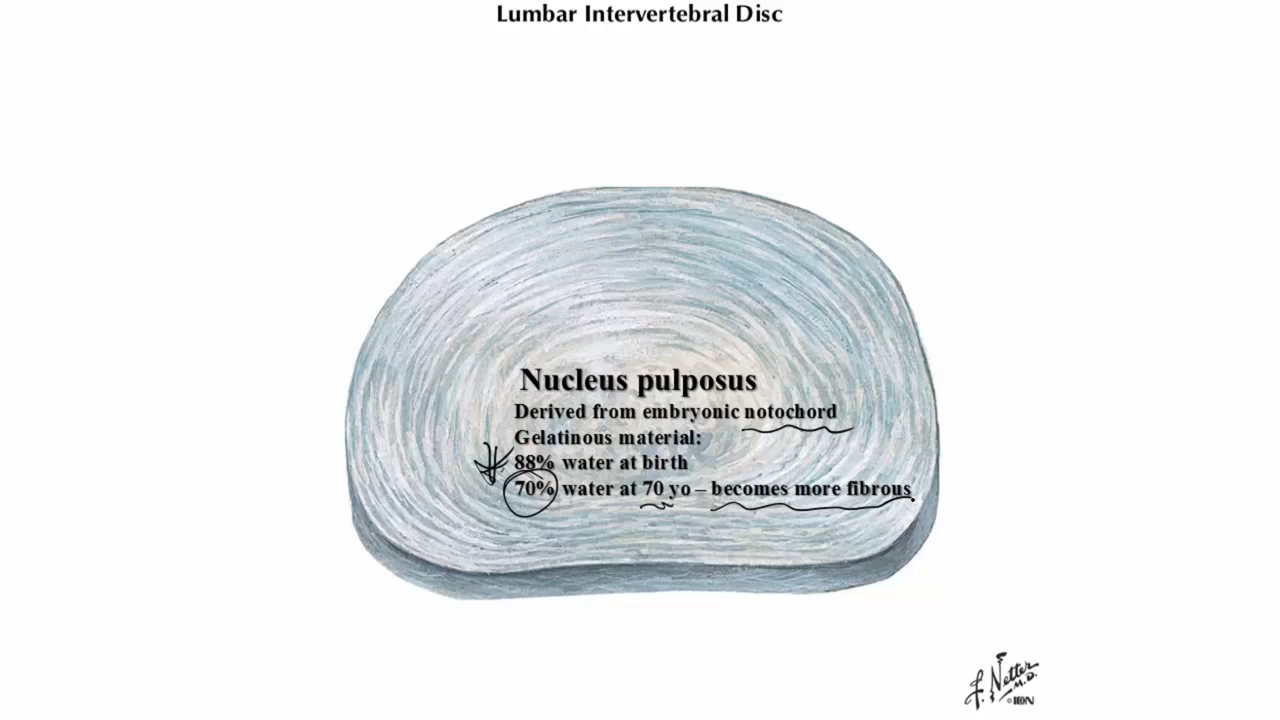 Lumbar Intervertebral Disc
Nucleus pulposus
Derived from embryonic notochord
Gelatinous material:
88% water at birth
70% water at 70 yo – becomes more fibrous
F. Netter
M.D.
©